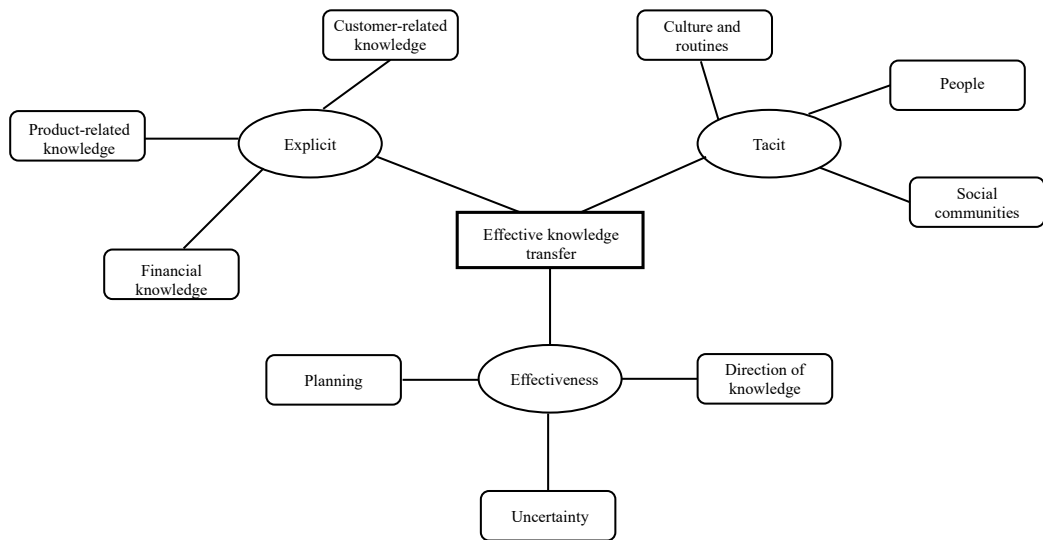 Customer-related
knowledge
Culture and
routines
People
Product-related
knowledge
Explicit
Tacit
Social
communities
Effective knowledge
transfer
Financial
knowledge
Planning
Effectiveness
Direction of
knowledge
Uncertainty